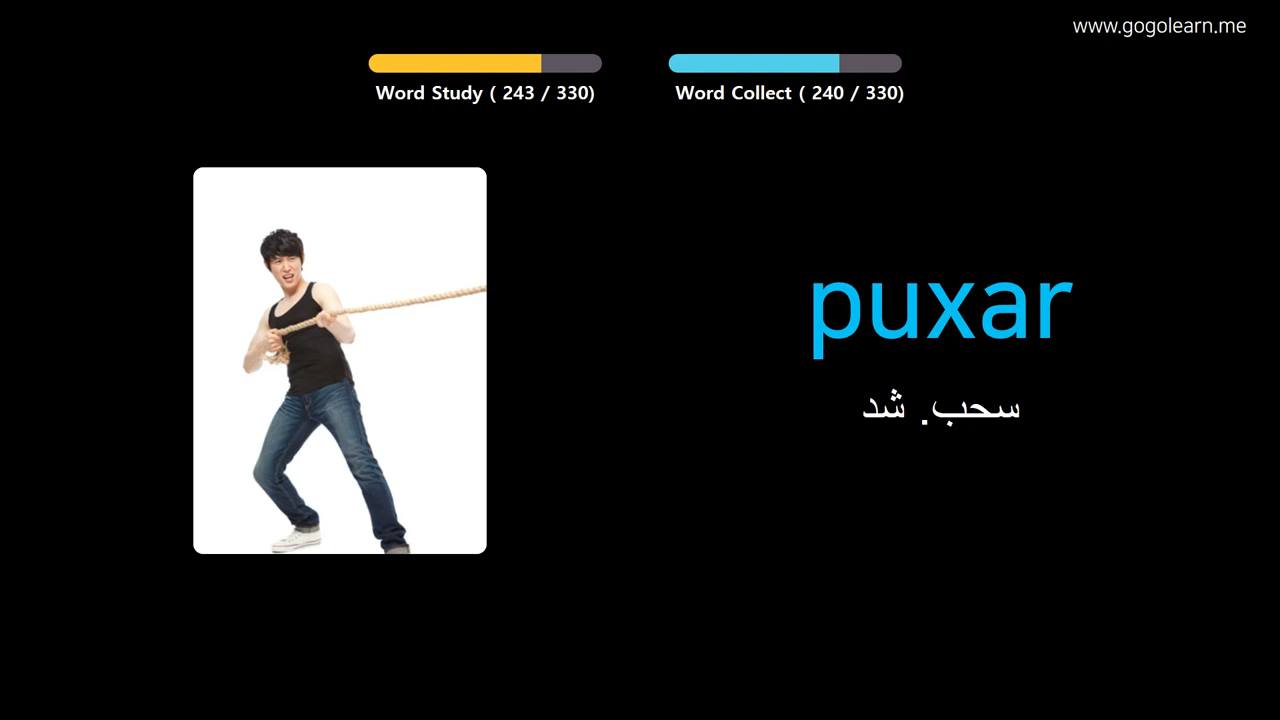 www.gogolearn.me
Word Study ( 243 / 330)
Word Collect ( 240 / 330)
puxar
سحب. شد